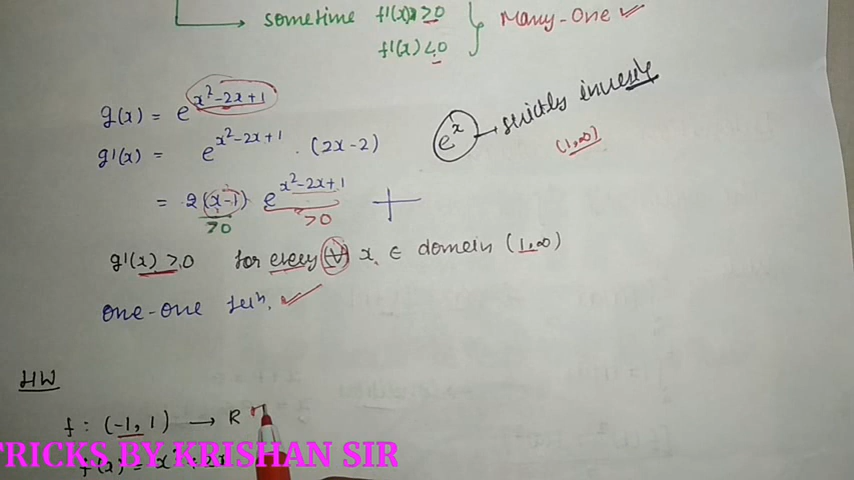 sometime f'(x) ≥0
f'(x) <0
Many-One ✓
g(x) = e^{x²-2x+1}
g'(x) = e^{x²-2x+1} . (2x-2)
e^x → strictly
(1,∞)
= 2(x-1) e^{x²-2x+1}
>0 >0
g'(x) >0 for every ∀ x ∈ domain (1,∞)
one-one fuⁿ. ✓
HW
f : (-1, 1) → R
TRICKS BY KRISHAN SIR